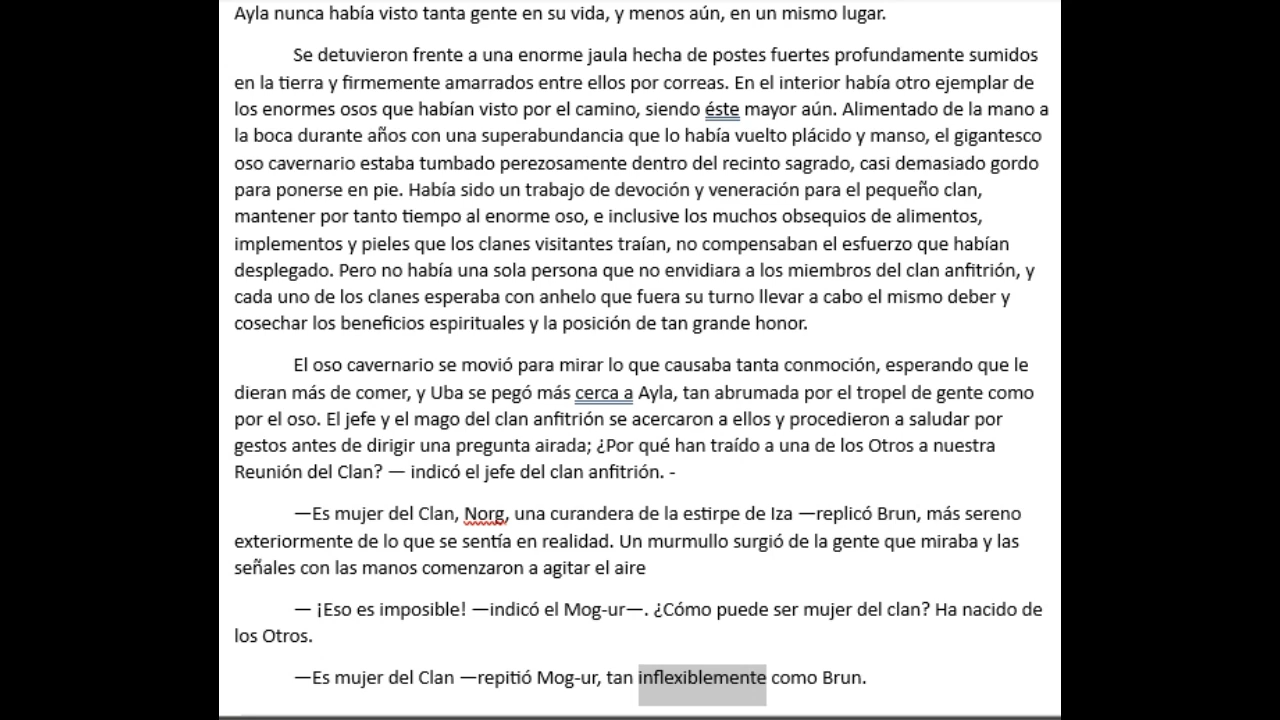 Ayla nunca había visto tanta gente en su vida, y menos aún, en un mismo lugar.
Se detuvieron frente a una enorme jaula hecha de postes fuertes profundamente sumidos
en la tierra y firmemente amarrados entre ellos por correas. En el interior había otro ejemplar de
los enormes osos que habían visto por el camino, siendo éste mayor aún. Alimentado de la mano a
la boca durante años con una superabundancia que lo había vuelto plácido y manso, el gigantesco
oso cavernario estaba tumbado perezosamente dentro del recinto sagrado, casi demasiado gordo
para ponerse en pie. Había sido un trabajo de devoción y veneración para el pequeño clan,
mantener por tanto tiempo al enorme oso, e inclusive los muchos obsequios de alimentos,
implementos y pieles que los clanes visitantes traían, no compensaban el esfuerzo que habían
desplegado. Pero no había una sola persona que no envidiara a los miembros del clan anfitrión, y
cada uno de los clanes esperaba con anhelo que fuera su turno llevar a cabo el mismo deber y
cosechar los beneficios espirituales y la posición de tan grande honor.
El oso cavernario se movió para mirar lo que causaba tanta conmoción, esperando que le
dieran más de comer, y Uba se pegó más cerca a Ayla, tan abrumada por el tropel de gente como
por el oso. El jefe y el mago del clan anfitrión se acercaron a ellos y procedieron a saludar por
gestos antes de dirigir una pregunta airada; ¿Por qué han traído a una de los Otros a nuestra
Reunión del Clan? — indicó el jefe del clan anfitrión. -
—Es mujer del Clan, Norg, una curandera de la estirpe de Iza —replicó Brun, más sereno
exteriormente de lo que se sentía en realidad. Un murmullo surgió de la gente que miraba y las
señales con las manos comenzaron a agitar el aire
— ¡Eso es imposible! —indicó el Mog-ur—. ¿Cómo puede ser mujer del clan? Ha nacido de
los Otros.
—Es mujer del Clan —repitió Mog-ur, tan inflexiblemente como Brun.